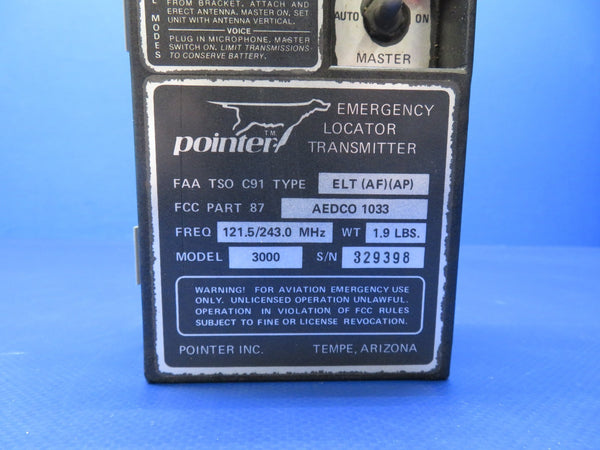 FROM BRACKET. ATTACH AND
ERECT ANTENNA. MASTER ON, SET
UNIT WITH ANTENNA VERTICAL.
VOICE
PLUG IN MICROPHONE, MASTER
SWITCH ON. LIMIT TRANSMISSIONS
TO CONSERVE BATTERY.
L MODES
AUTO ON
MASTER
pointer T.M.
EMERGENCY
LOCATOR
TRANSMITTER
FAA TSO C91 TYPE ELT (AF)(AP)
FCC PART 87 AEDCO 1033
FREQ 121.5/243.0 MHz WT 1.9 LBS.
MODEL 3000 S/N 329398
WARNING! FOR AVIATION EMERGENCY USE
ONLY. UNLICENSED OPERATION UNLAWFUL.
OPERATION IN VIOLATION OF FCC RULES
SUBJECT TO FINE OR LICENSE REVOCATION.
POINTER INC. TEMPE, ARIZONA